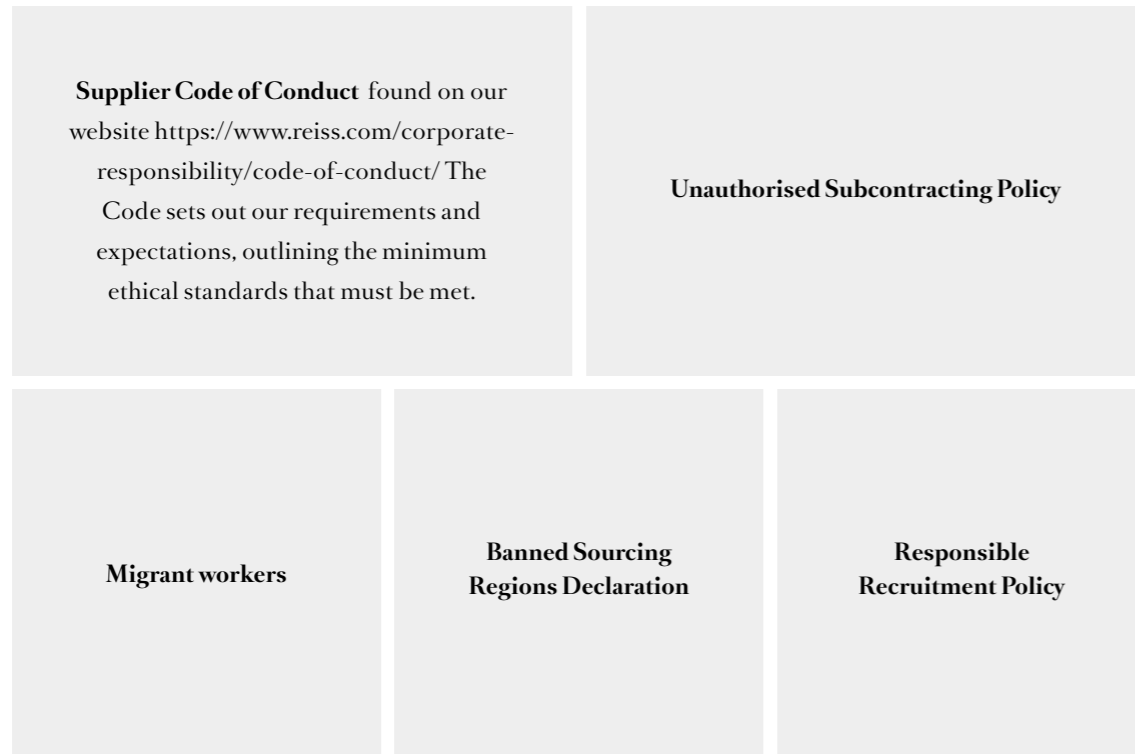 Supplier Code of Conduct found on our
website https://www.reiss.com/corporate-
responsibility/code-of-conduct/ The
Code sets out our requirements and
expectations, outlining the minimum
ethical standards that must be met.
Unauthorised Subcontracting Policy
Migrant workers
Banned Sourcing
Regions Declaration
Responsible
Recruitment Policy